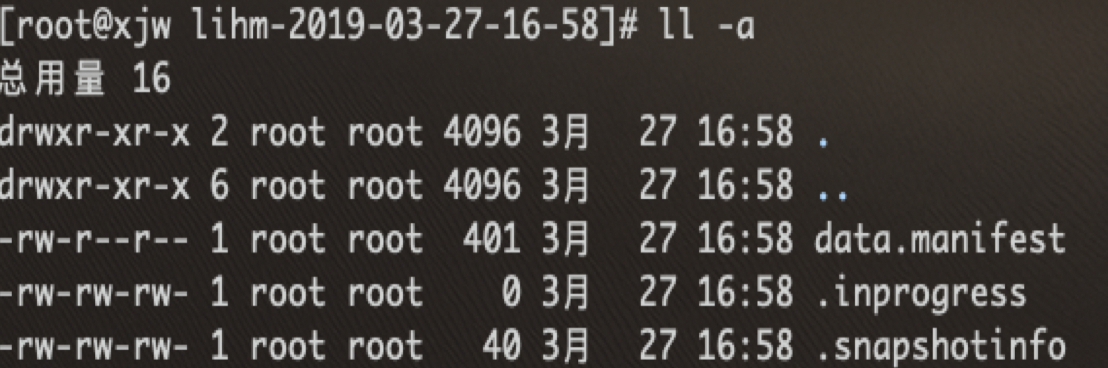 [root@xjw lihm-2019-03-27-16-58]# ll -a
总用量 16
drwxr-xr-x 2 root root 4096 3月  27 16:58 .
drwxr-xr-x 6 root root 4096 3月  27 16:58 ..
-rw-r--r-- 1 root root  401 3月  27 16:58 data.manifest
-rw-rw-rw- 1 root root    0 3月  27 16:58 .inprogress
-rw-rw-rw- 1 root root   40 3月  27 16:58 .snapshotinfo